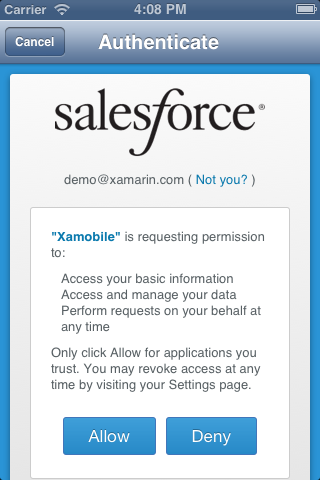 Carrier 4:08 PM
Cancel Authenticate
salesforce®
demo@xamarin.com ( Not you? )
"Xamobile" is requesting permission
to:
Access your basic information
Access and manage your data
Perform requests on your behalf at
any time
Only click Allow for applications you
trust. You may revoke access at any
time by visiting your Settings page.
Allow Deny